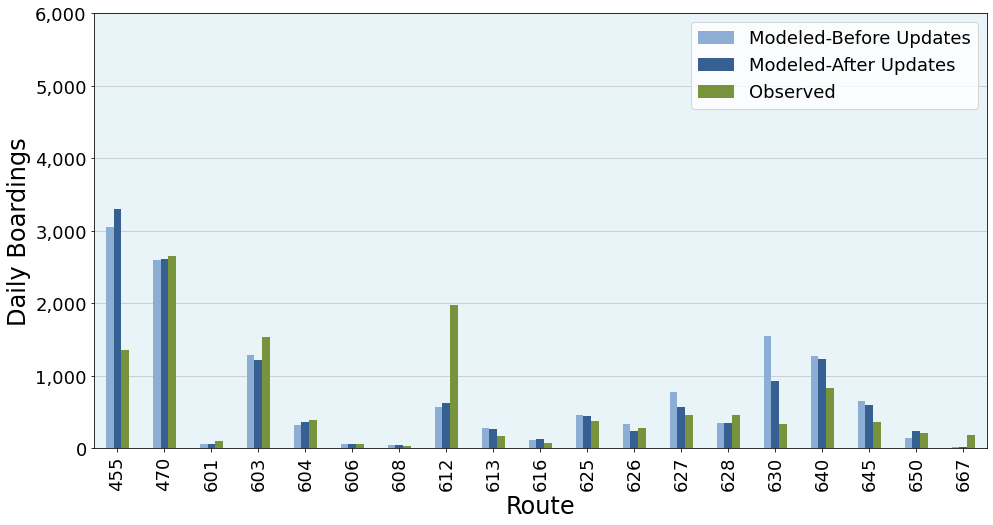 6,000
5,000
4,000
3,000
2,000
1,000
0
Daily Boardings
Modeled-Before Updates
Modeled-After Updates
Observed
455 470 601 603 604 606 608 612 613 616 625 626 627 628 630 640 645 650 667
Route